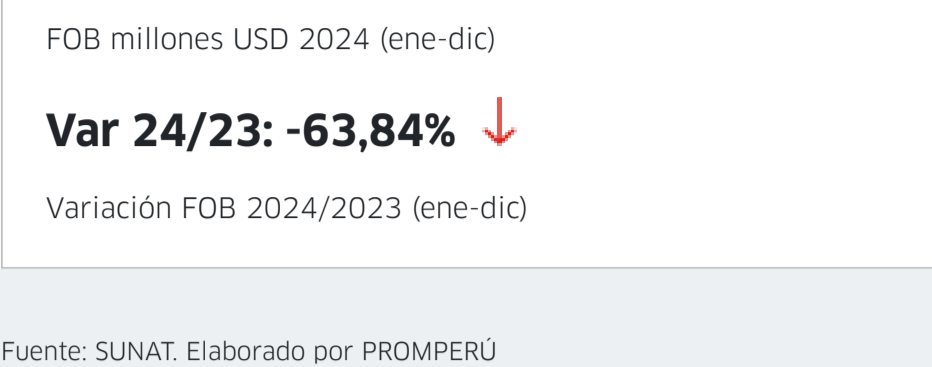 FOB millones USD 2024 (ene-dic)
Var 24/23: -63,84%
Variación FOB 2024/2023 (ene-dic)
Fuente: SUNAT. Elaborado por PROMPERÚ